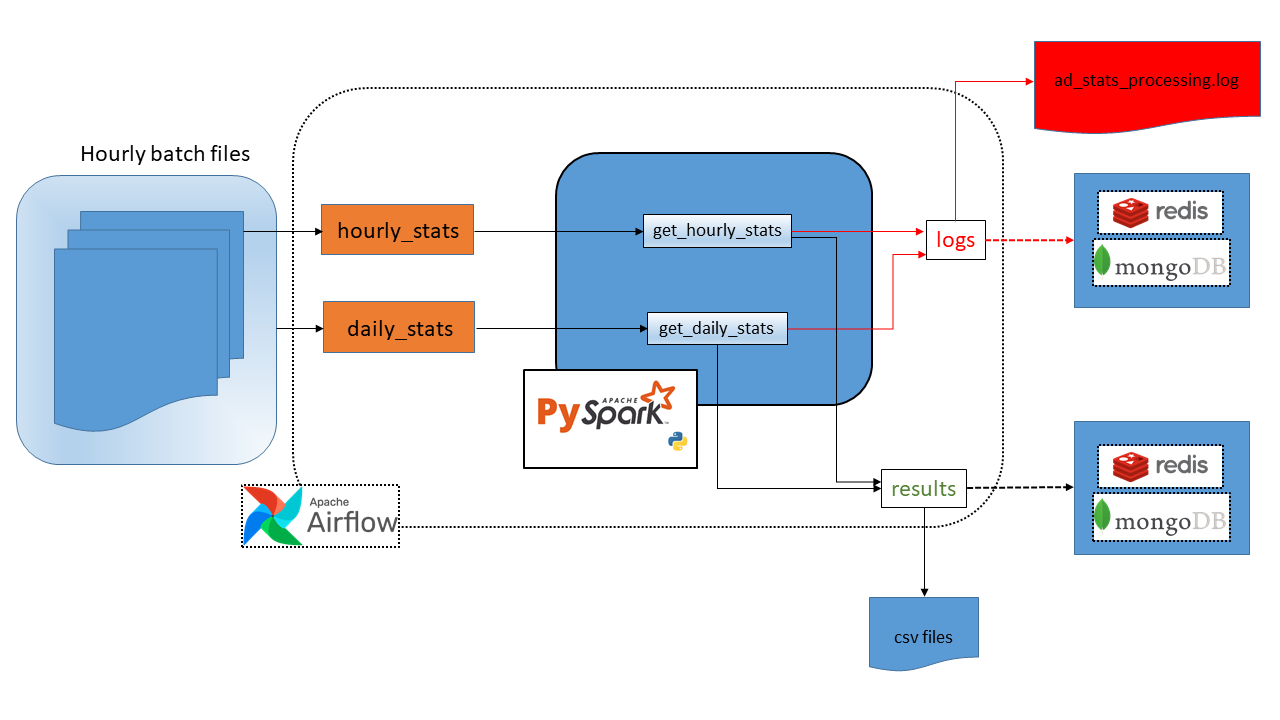 ad_stats_processing.log
Hourly batch files
redis
hourly_stats
get_hourly_stats
logs
mongoDB
daily_stats
get_daily_stats
APACHE
PySpark
redis
results
Apache
Airflow
mongoDB
csv files